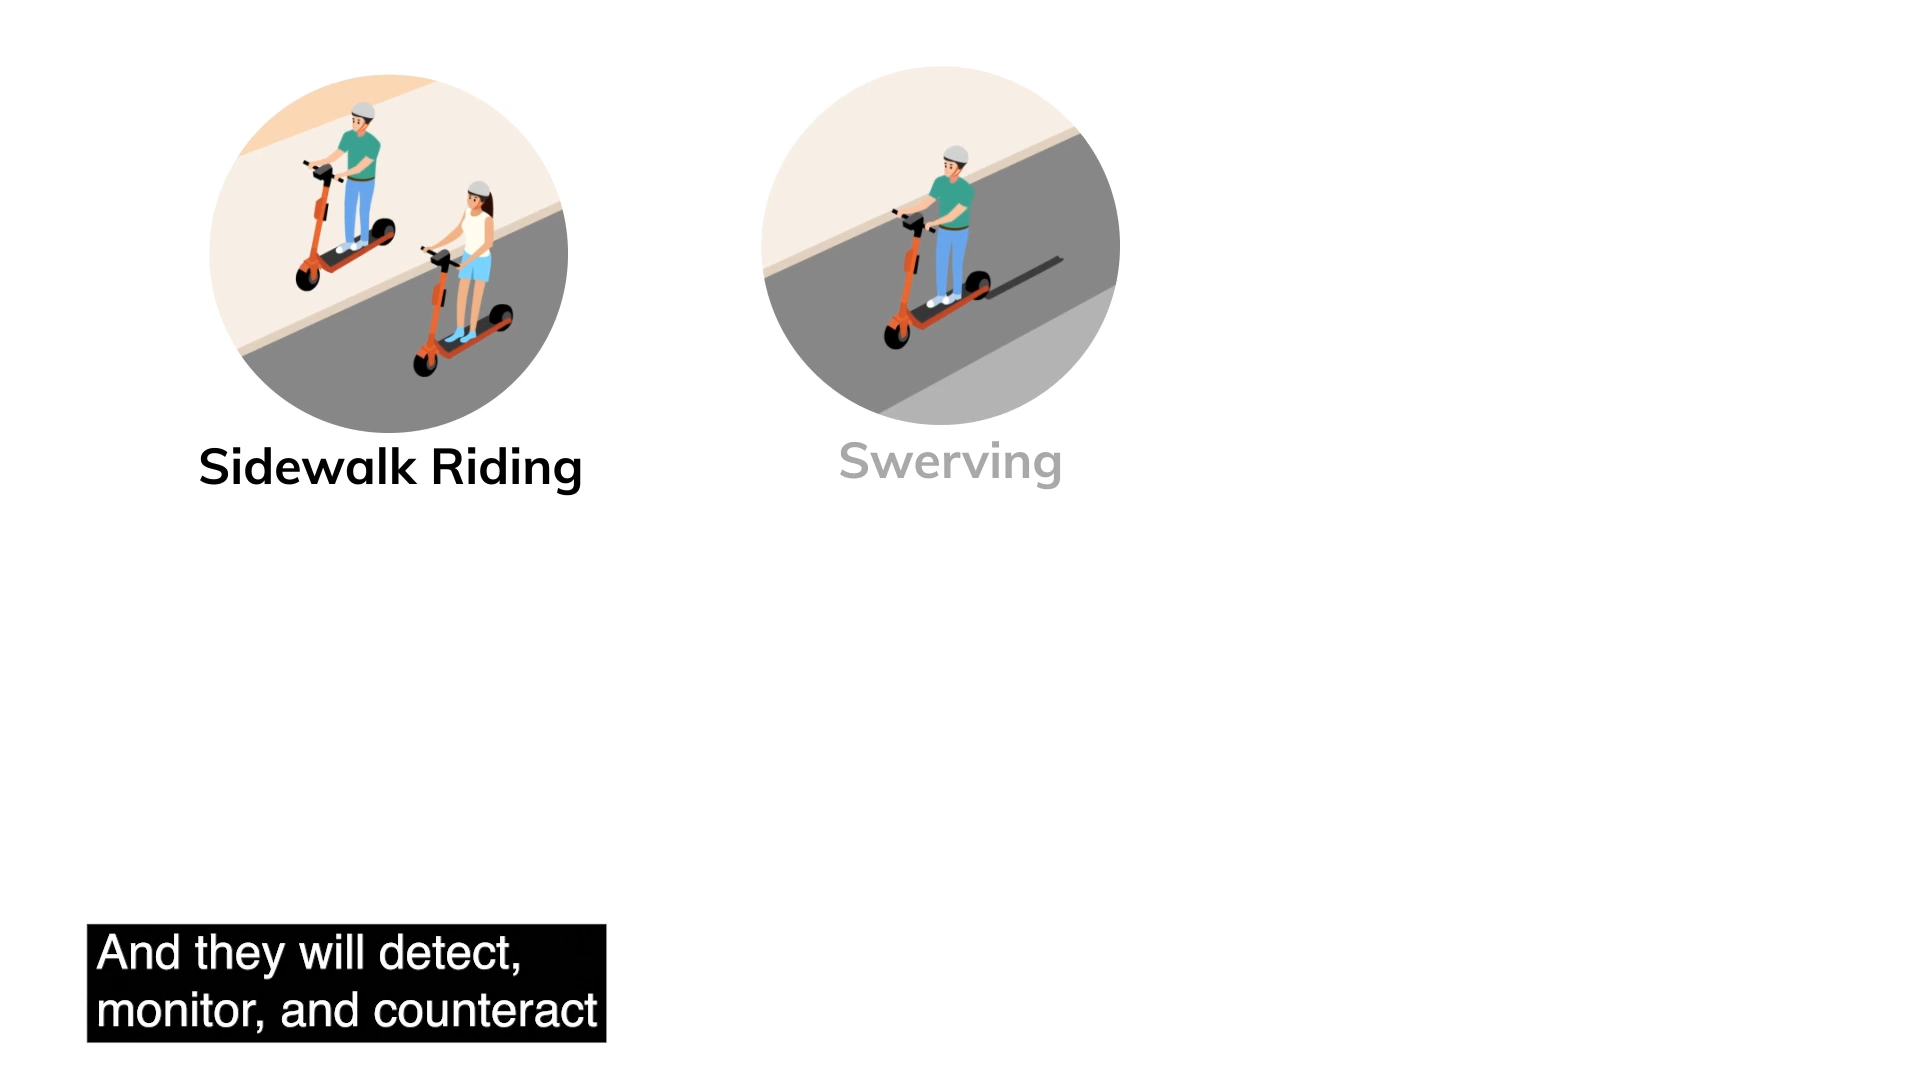 Sidewalk Riding
Swerving
And they will detect,
monitor, and counteract